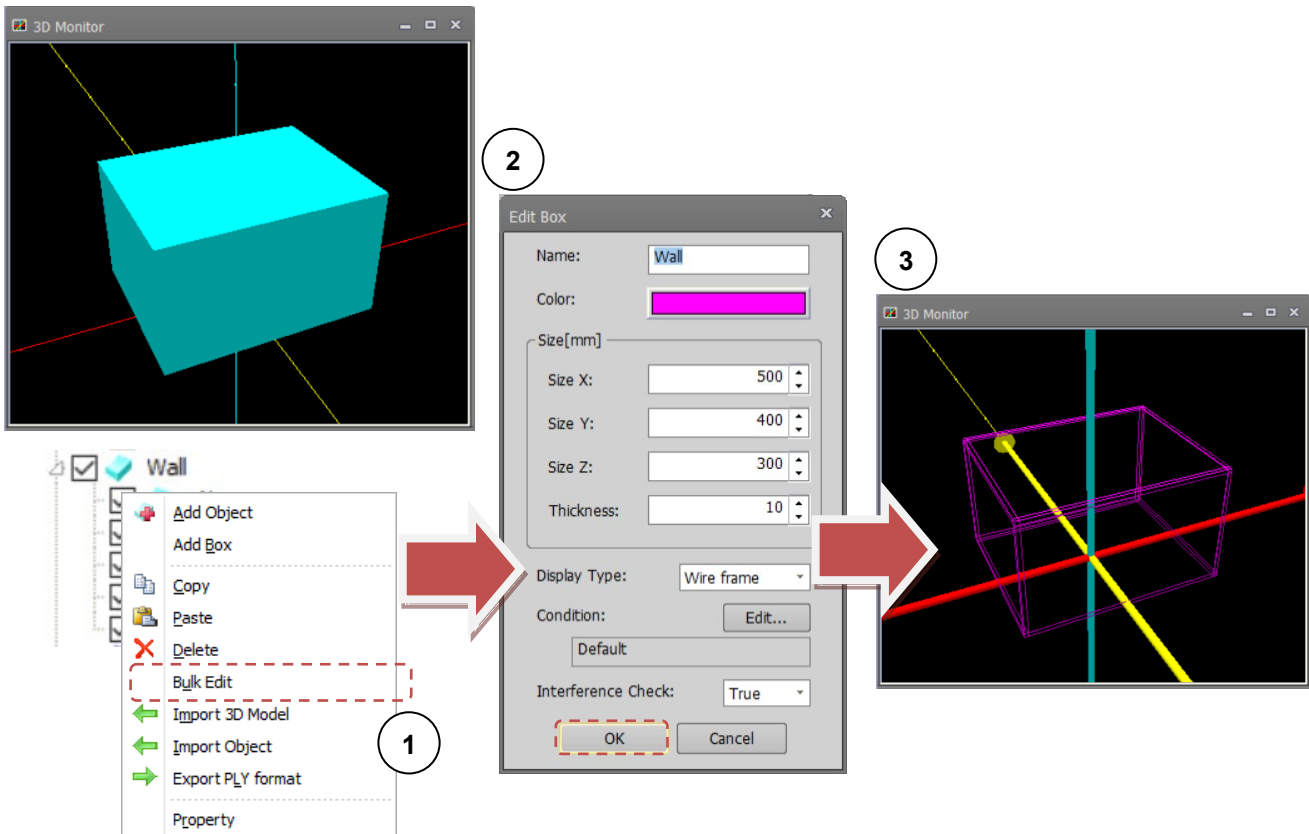 3D Monitor
2
Edit Box
Name:
Wall
Color:
Size[mm]
Size X:
500
Size Y:
400
Size Z:
300
Thickness:
10
Display Type:
Wire frame
Condition:
Edit...
Default
Interference Check:
True
OK
Cancel
3
3D Monitor
Wall
Add Object
Add Box
Copy
Paste
Delete
Bulk Edit
Import 3D Model
Import Object
Export PLY format
Property
1